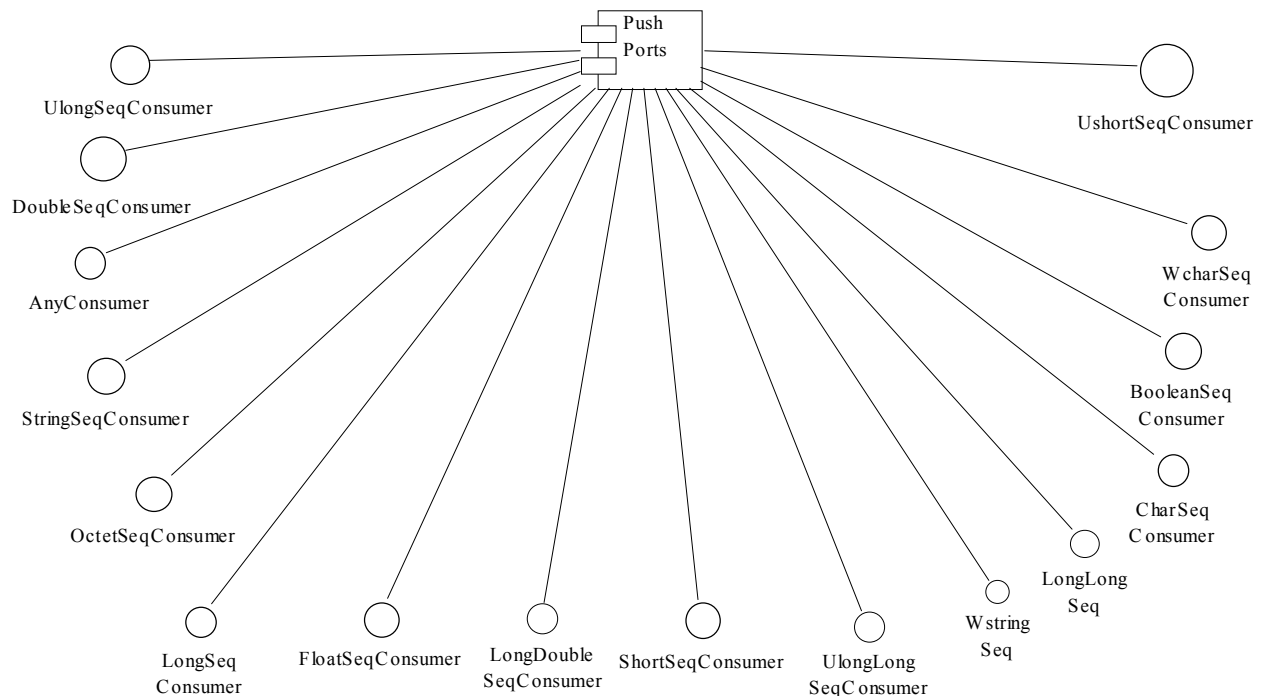 Push
Ports
UlongSeqConsumer
UshortSeqConsumer
DoubleSeqConsumer
AnyConsumer
WcharSeq
Consumer
StringSeqConsumer
BooleanSeq
Consumer
OctetSeqConsumer
CharSeq
Consumer
LongLong
Seq
Wstring
Seq
LongSeq
Consumer
FloatSeqConsumer
LongDouble
SeqConsumer
ShortSeqConsumer
UlongLong
SeqConsumer